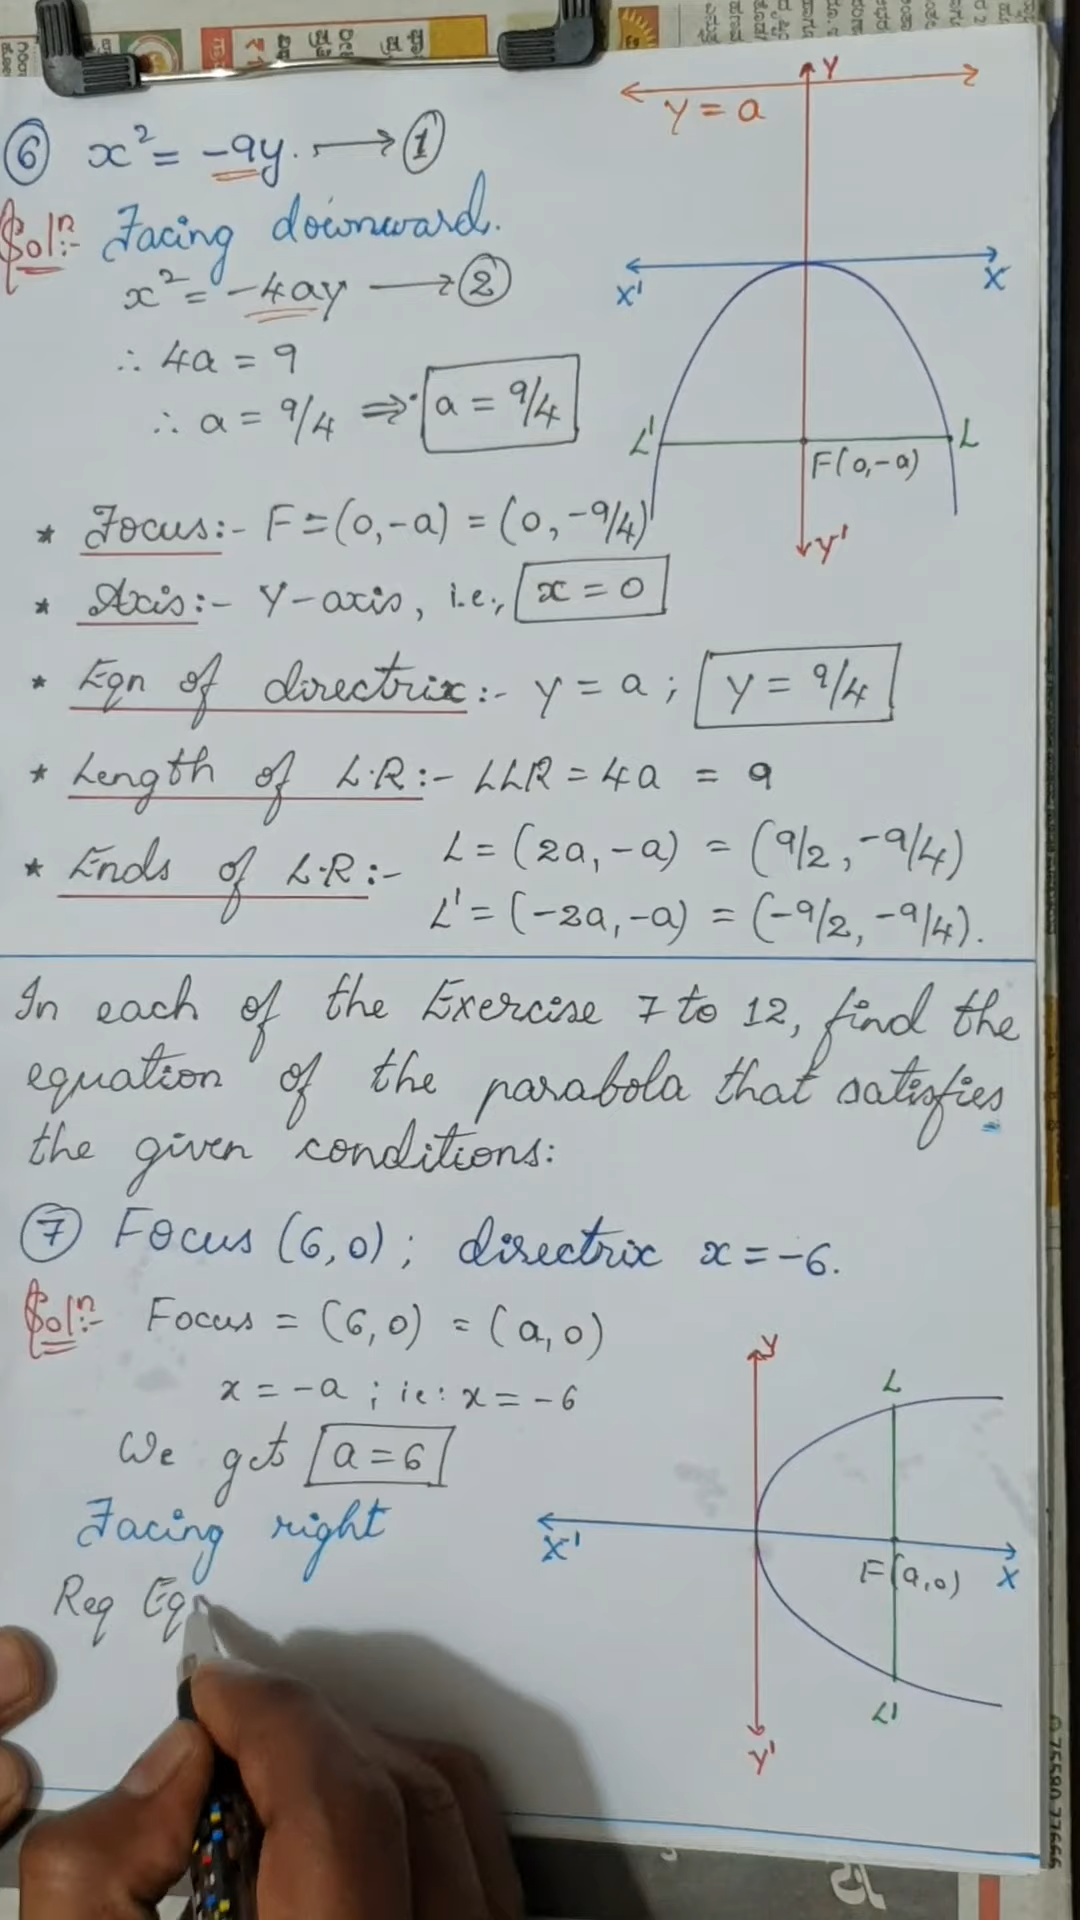 ⑥ x² = -9y. → ①
Solⁿ:- Facing downward.
x² = -4ay → ②
∴ 4a = 9
∴ a = 9/4 ⇒ a = 9/4
Y = a
Y
X'
X
L'
L
F(0,-a)
Y'
* Focus:- F = (0,-a) = (0, -9/4)
* Axis:- Y-axis, i.e., x = 0
* Eqn of directrix:- y = a ; y = 9/4
* Length of L.R:- LLR = 4a = 9
* Ends of L.R:- L = (2a, -a) = (9/2, -9/4)
L' = (-2a, -a) = (-9/2, -9/4).
In each of the Exercise 7 to 12, find the
equation of the parabola that satisfies
the given conditions:
⑦ Focus (6,0); directrix x = -6.
Solⁿ:- Focus = (6,0) = (a,0)
x = -a ; ie: x = -6
We get a = 6
Facing right
Req Eq
Y
L
X'
F(a,0)
X
L'
Y'